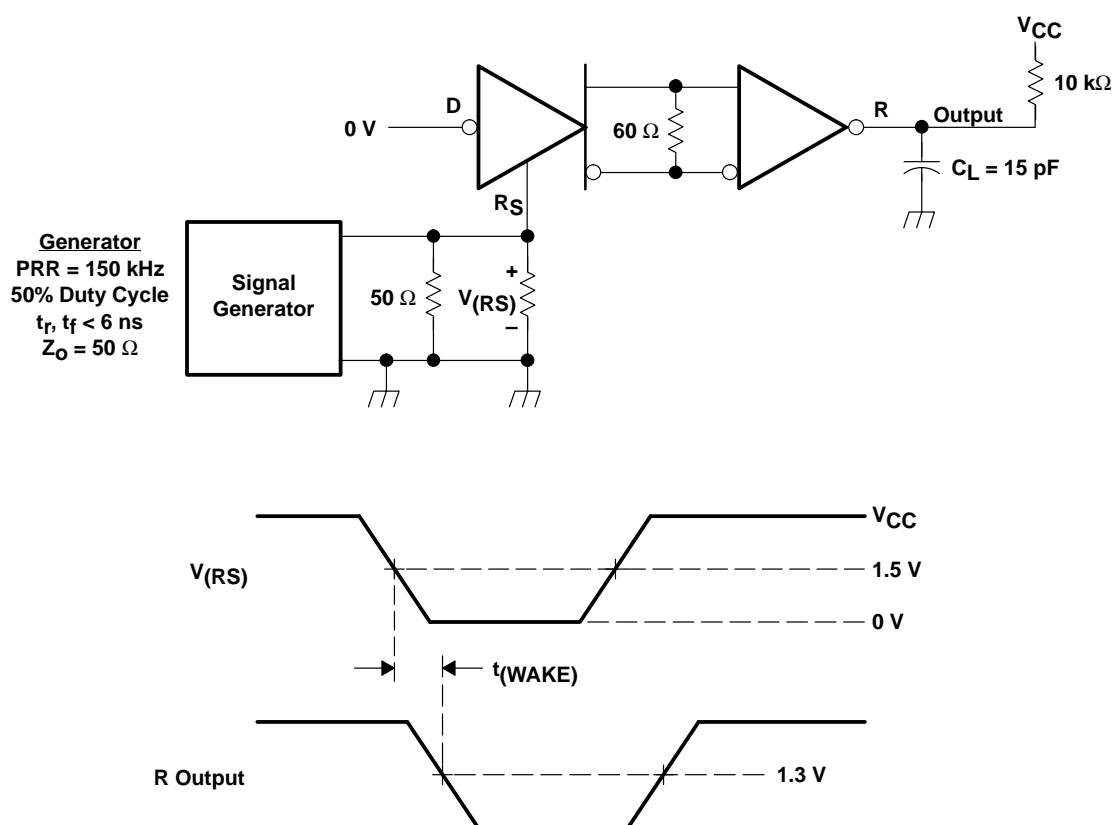 VCC
10 kΩ
D
R
Output
0 V
60 Ω
CL = 15 pF
RS
Generator
PRR = 150 kHz
50% Duty Cycle
tr, tf < 6 ns
Zo = 50 Ω
Signal
Generator
50 Ω
+
V(RS)
–
VCC
V(RS)
1.5 V
0 V
t(WAKE)
R Output
1.3 V